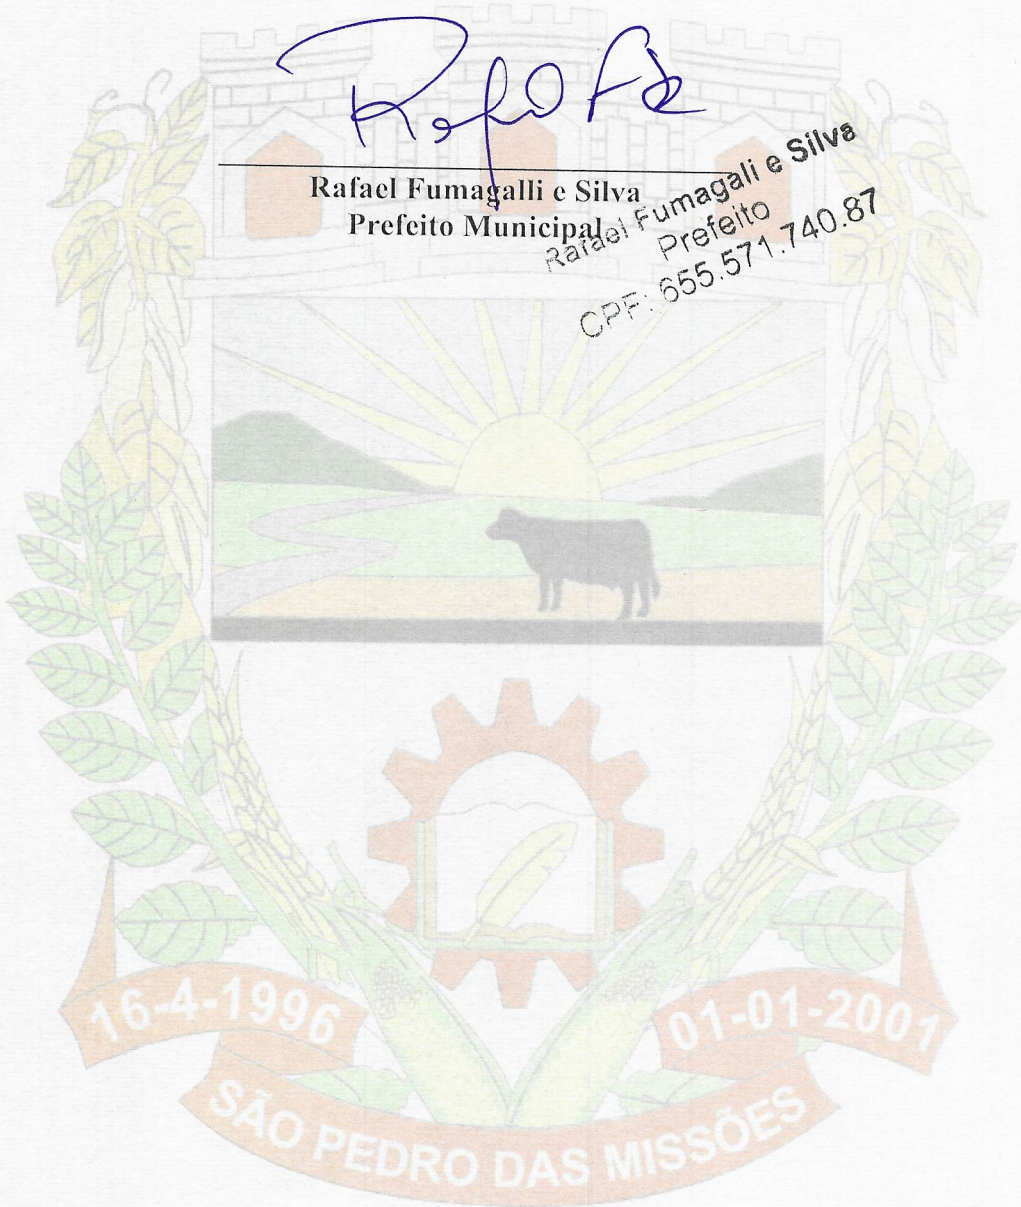 Rafael Fumagalli e Silva
Prefeito Municipal
Rafael Fumagali e Silva
Prefeito
CPF: 655.571.740.87
16-4-1996
01-01-2001
SÃO PEDRO DAS MISSÕES